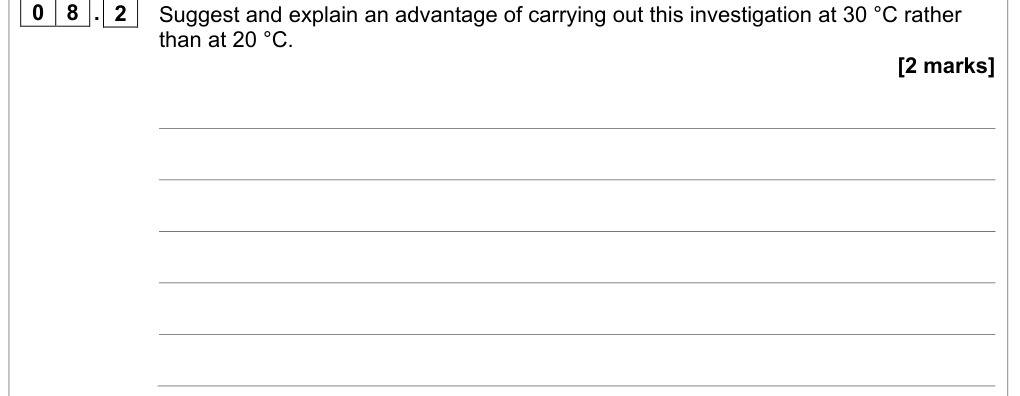 0 8 . 2 Suggest and explain an advantage of carrying out this investigation at 30 °C rather
than at 20 °C.
[2 marks]